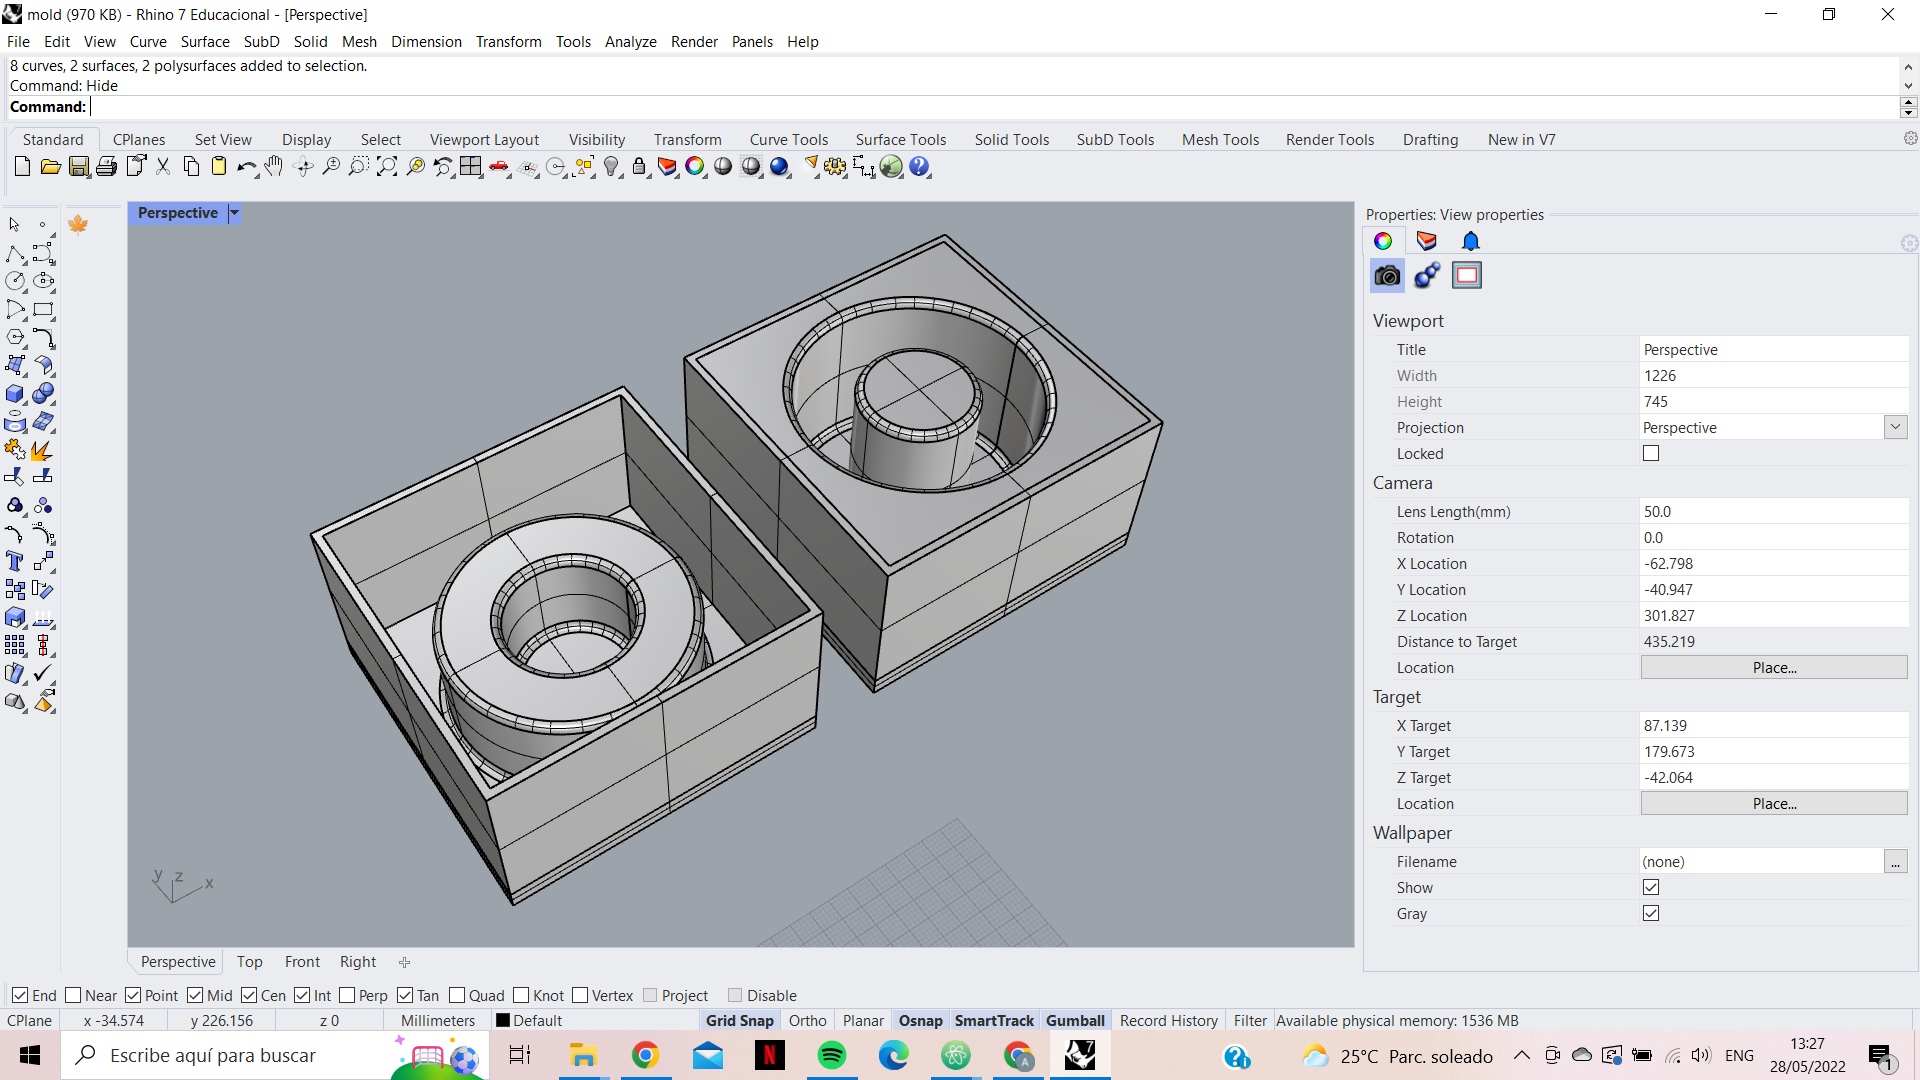 mold (970 KB) - Rhino 7 Educacional - [Perspective]
File Edit View Curve Surface SubD Solid Mesh Dimension Transform Tools Analyze Render Panels Help
8 curves, 2 surfaces, 2 polysurfaces added to selection.
Command: Hide
Command:
Standard CPlanes Set View Display Select Viewport Layout Visibility Transform Curve Tools Surface Tools Solid Tools SubD Tools Mesh Tools Render Tools Drafting New in V7
Perspective
Properties: View properties
Viewport
Title Perspective
Width 1226
Height 745
Projection Perspective
Locked
Camera
Lens Length(mm) 50.0
Rotation 0.0
X Location -62.798
Y Location -40.947
Z Location 301.827
Distance to Target 435.219
Location Place...
Target
X Target 87.139
Y Target 179.673
Z Target -42.064
Location Place...
Wallpaper
Filename (none) ...
Show
Gray
y z x
Perspective Top Front Right
End Near Point Mid Cen Int Perp Tan Quad Knot Vertex Project Disable
CPlane x -34.574 y 226.156 z 0 Millimeters Default Grid Snap Ortho Planar Osnap SmartTrack Gumball Record History Filter Available physical memory: 1536 MB
Escribe aquí para buscar 25°C Parc. soleado ENG 13:27
28/05/2022 1